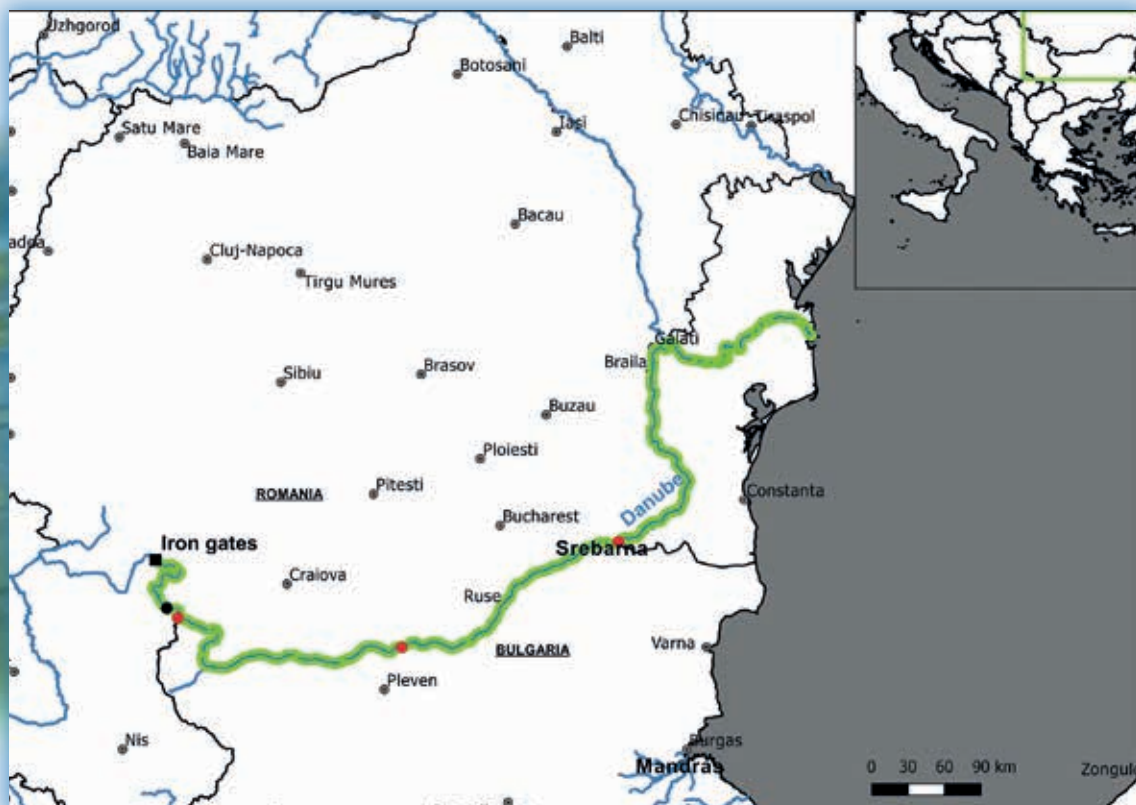 Uzhgorod
Balti
Botosani
Satu Mare
Baia Mare
Iasi
Chisinau
Tiraspol
Bacau
adea
Cluj-Napoca
Tirgu Mures
Galati
Braila
Brasov
Sibiu
Buzau
Ploiesti
Pitesti
ROMANIA
Danube
Constanta
Bucharest
Iron gates
Srebarna
Craiova
Ruse
BULGARIA
Varna
Pleven
Nis
Burgas
Mandras
0 30 60 90 km
Zongul